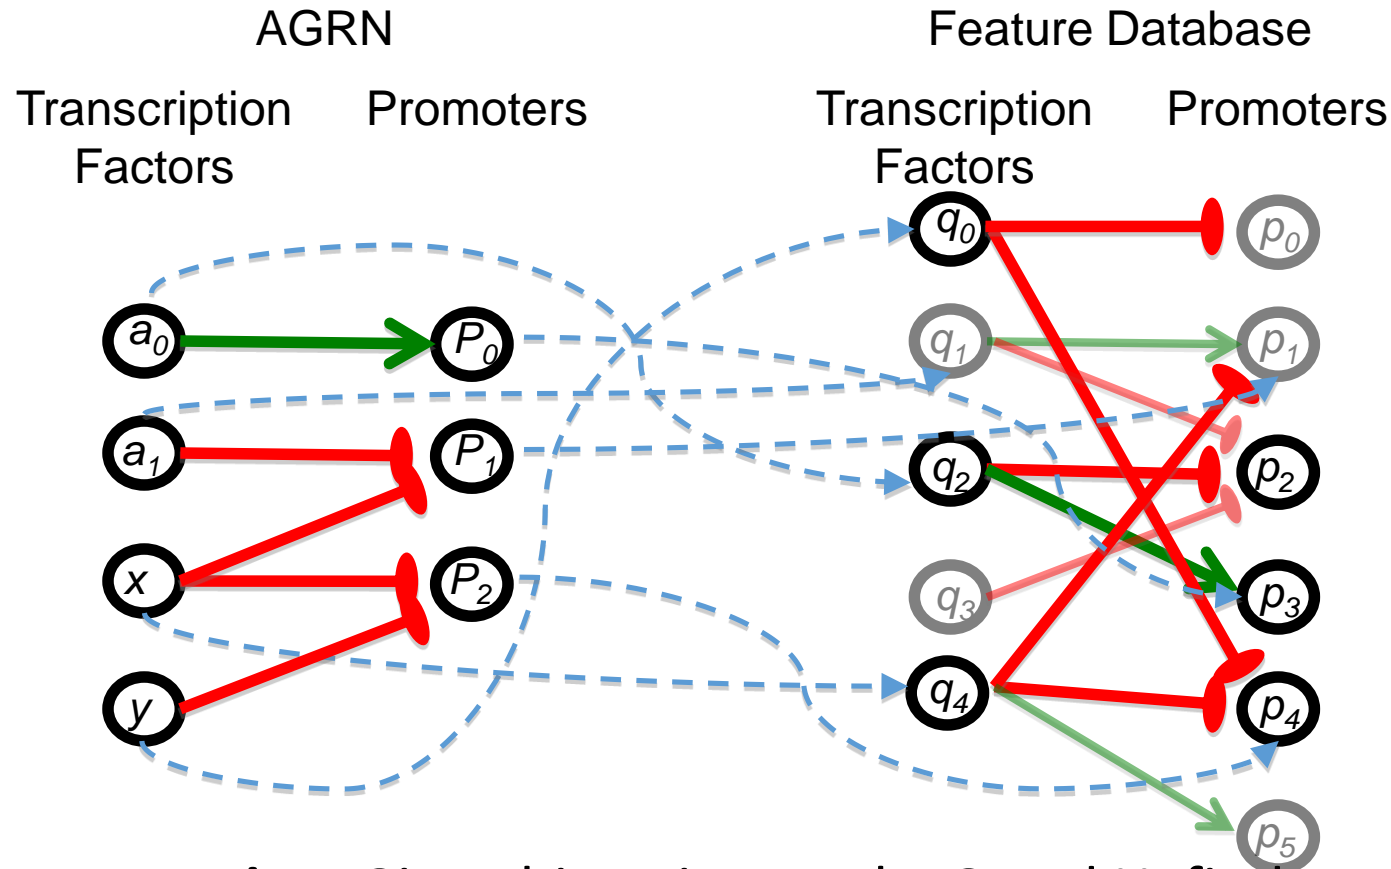 AGRN
Feature Database
Transcription Factors
Promoters
Transcription Factors
Promoters
a0
P0
a1
P1
x
P2
y
q0
p0
q1
p1
q2
p2
q3
p3
q4
p4
p5